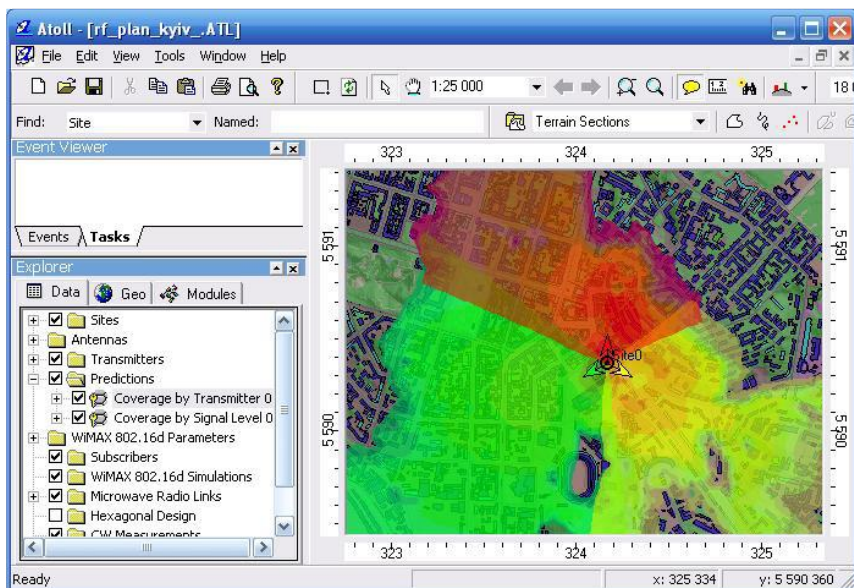 Atoll - [rf_plan_kyiv_.ATL]
File Edit View Tools Window Help
1:25 000
18 0
Find: Site Named: Terrain Sections
Event Viewer
Events Tasks
Explorer
Data Geo Modules
Sites
Antennas
Transmitters
Predictions
Coverage by Transmitter 0
Coverage by Signal Level 0
WiMAX 802.16d Parameters
Subscribers
WiMAX 802.16d Simulations
Microwave Radio Links
Hexagonal Design
CW Measurements
323 324 325
5 591 5 591
Site0
5 590 5 590
323 324 325
Ready x: 325 334 y: 5 590 360